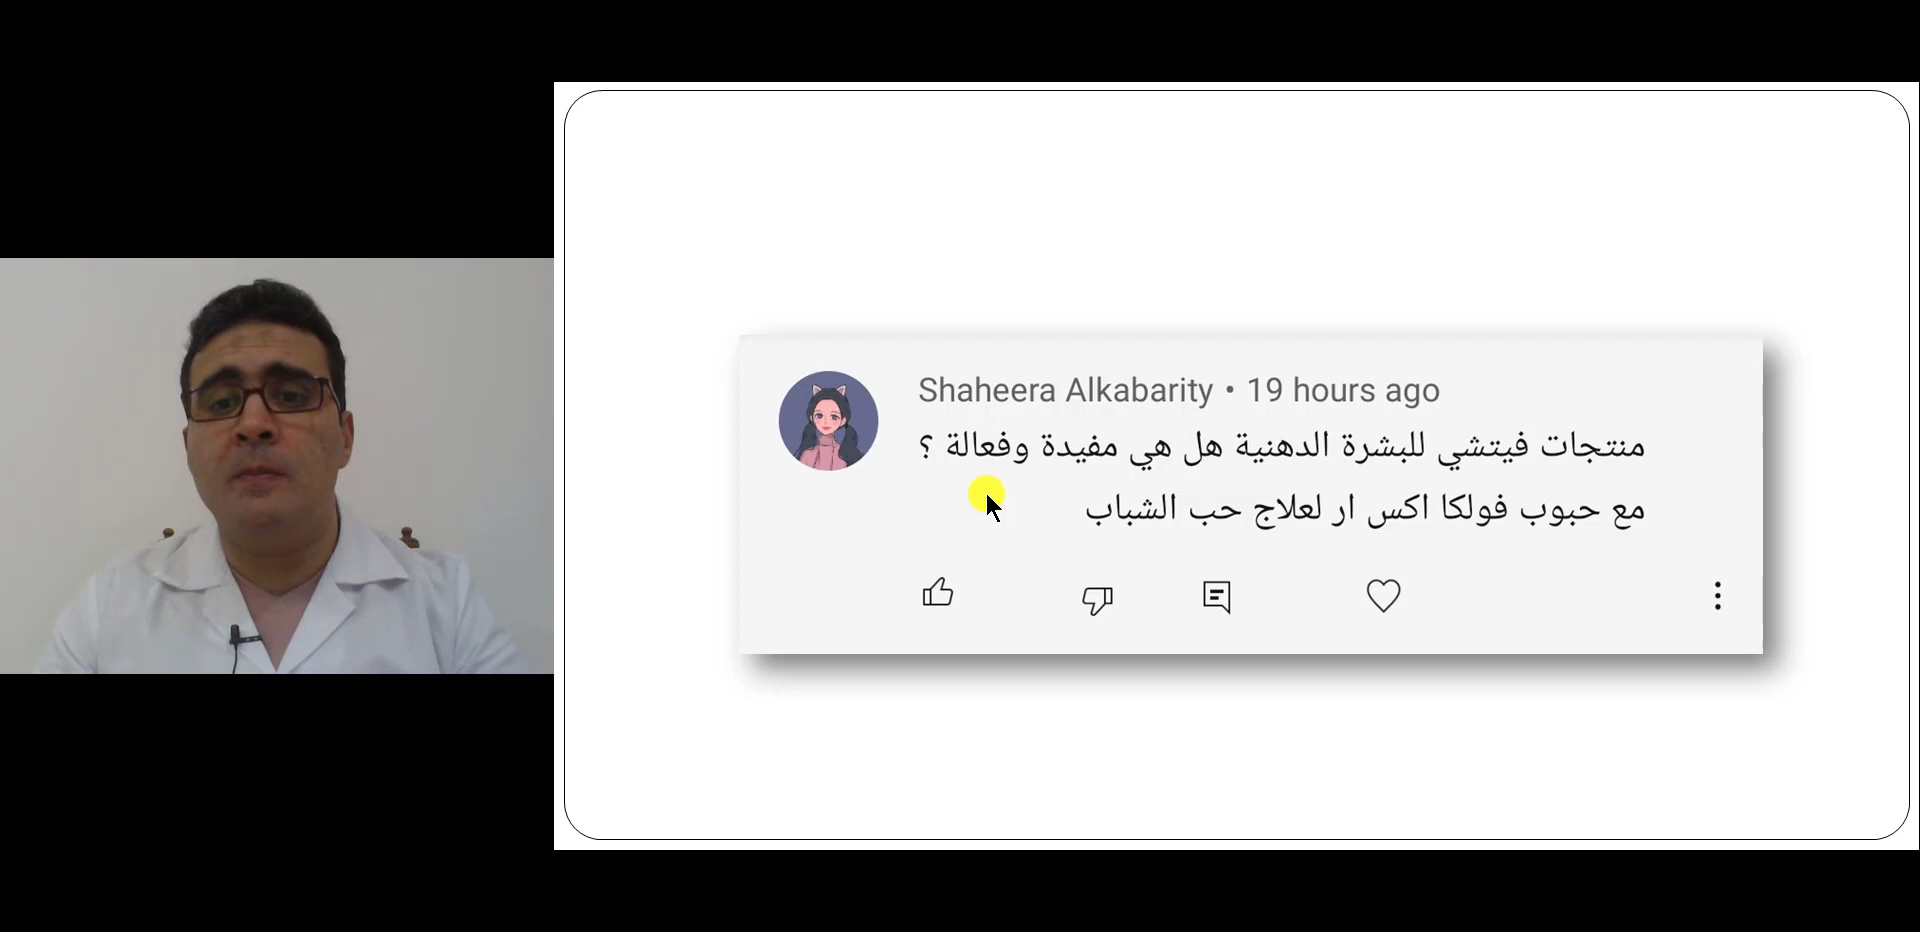 Shaheera Alkabarity • 19 hours ago
منتجات فيتشي للبشرة الدهنية هل هي مفيدة وفعالة ؟
مع حبوب فولكا اكس ار لعلاج حب الشباب